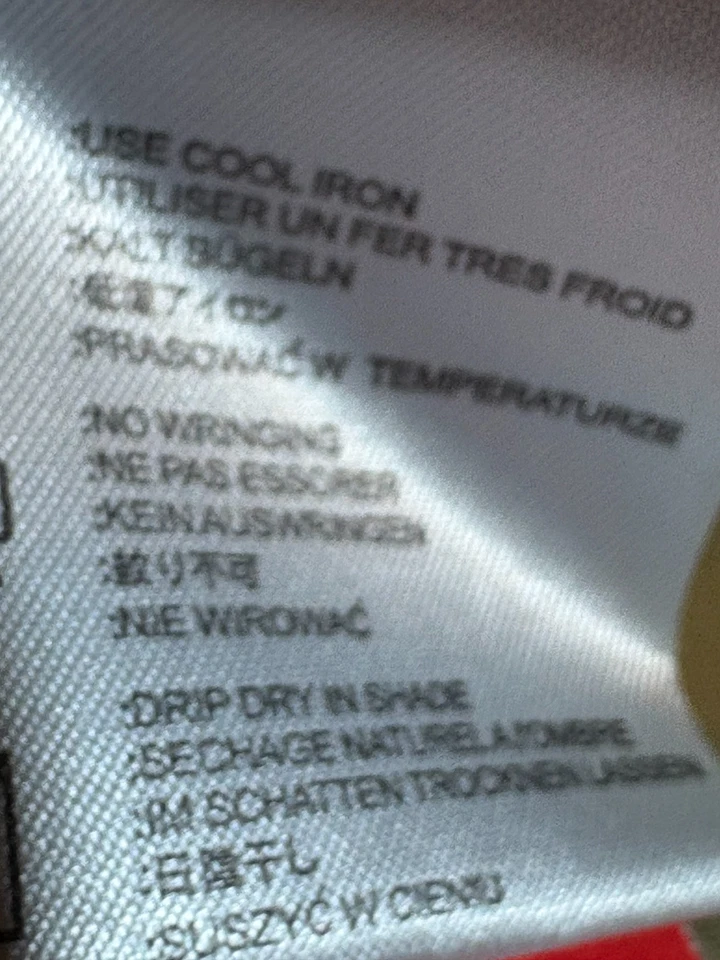 :USE COOL IRON
:UTILISER UN FER TRES FROID
:KALT BÜGELN
:低温アイロン
:PRASOWAĆ W TEMPERATURZE
:NO WRINGING
:NE PAS ESSORER
:KEIN AUSWRINGEN
:絞り不可
:NIE WIROWAĆ
:DRIP DRY IN SHADE
:SECHAGE NATUREL A l'OMBRE
:IM SCHATTEN TROCKNEN LASSEN
:日陰干し
:SUSZYĆ W CIENIU